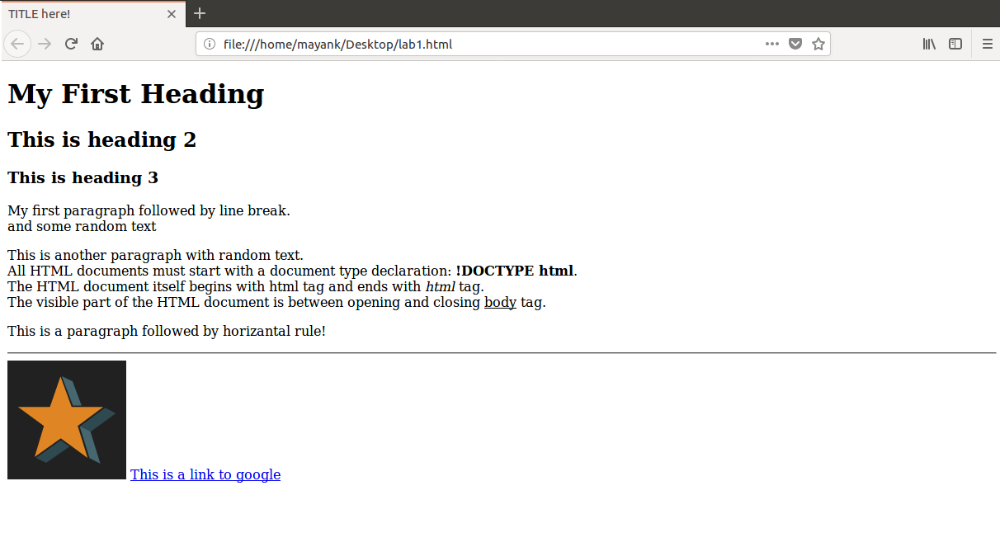 TITLE here!
file:///home/mayank/Desktop/lab1.html
My First Heading
This is heading 2
This is heading 3
My first paragraph followed by line break.
and some random text
This is another paragraph with random text.
All HTML documents must start with a document type declaration: !DOCTYPE html.
The HTML document itself begins with html tag and ends with html tag.
The visible part of the HTML document is between opening and closing body tag.
This is a paragraph followed by horizantal rule!
This is a link to google